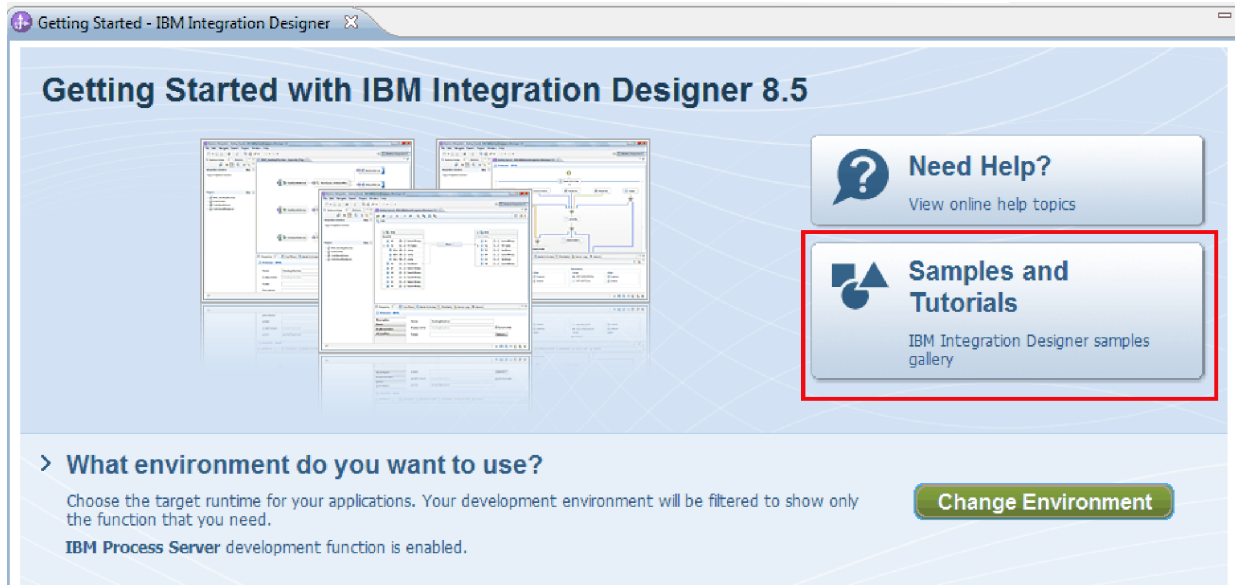 Getting Started - IBM Integration Designer
Getting Started with IBM Integration Designer 8.5
Need Help?
View online help topics
Samples and
Tutorials
IBM Integration Designer samples
gallery
What environment do you want to use?
Choose the target runtime for your applications. Your development environment will be filtered to show only
the function that you need.
IBM Process Server development function is enabled.
Change Environment